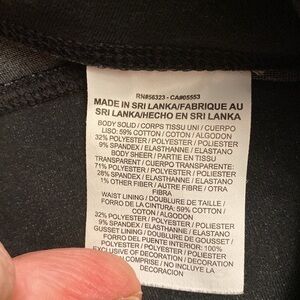 RN#56323 - CA#05553
MADE IN SRI LANKA/FABRIQUE AU
SRI LANKA/HECHO EN SRI LANKA
BODY SOLID / CORPS TISSU UNI / CUERPO
LISO: 59% COTTON / COTON / ALGODON
32% POLYESTER / POLYESTER / POLIESTER
9% SPANDEX / ELASTHANNE / ELASTANO
BODY SHEER / PARTIE EN TISSU
TRANSPARENT / CUERPO TRANSPARENTE:
71% POLYESTER / POLYESTER / POLIESTER
28% SPANDEX / ELASTHANNE / ELASTANO
1% OTHER FIBER / AUTRE FIBRE / OTRA
FIBRA
WAIST LINING / DOUBLURE DE TAILLE /
FORRO DE LA CINTURA: 59% COTTON /
COTON / ALGODON
32% POLYESTER / POLYESTER / POLIESTER
9% SPANDEX / ELASTHANNE / ELASTANO
GUSSET LINING / DOUBLURE DE GOUSSET /
FORRO DEL FUENTE INTERIOR: 100%
POLYESTER / POLYESTER / POLIESTER
EXCLUSIVE OF DECORATION / DECORATION
COMPRISE / NO INCLUYE LA
DECORACION